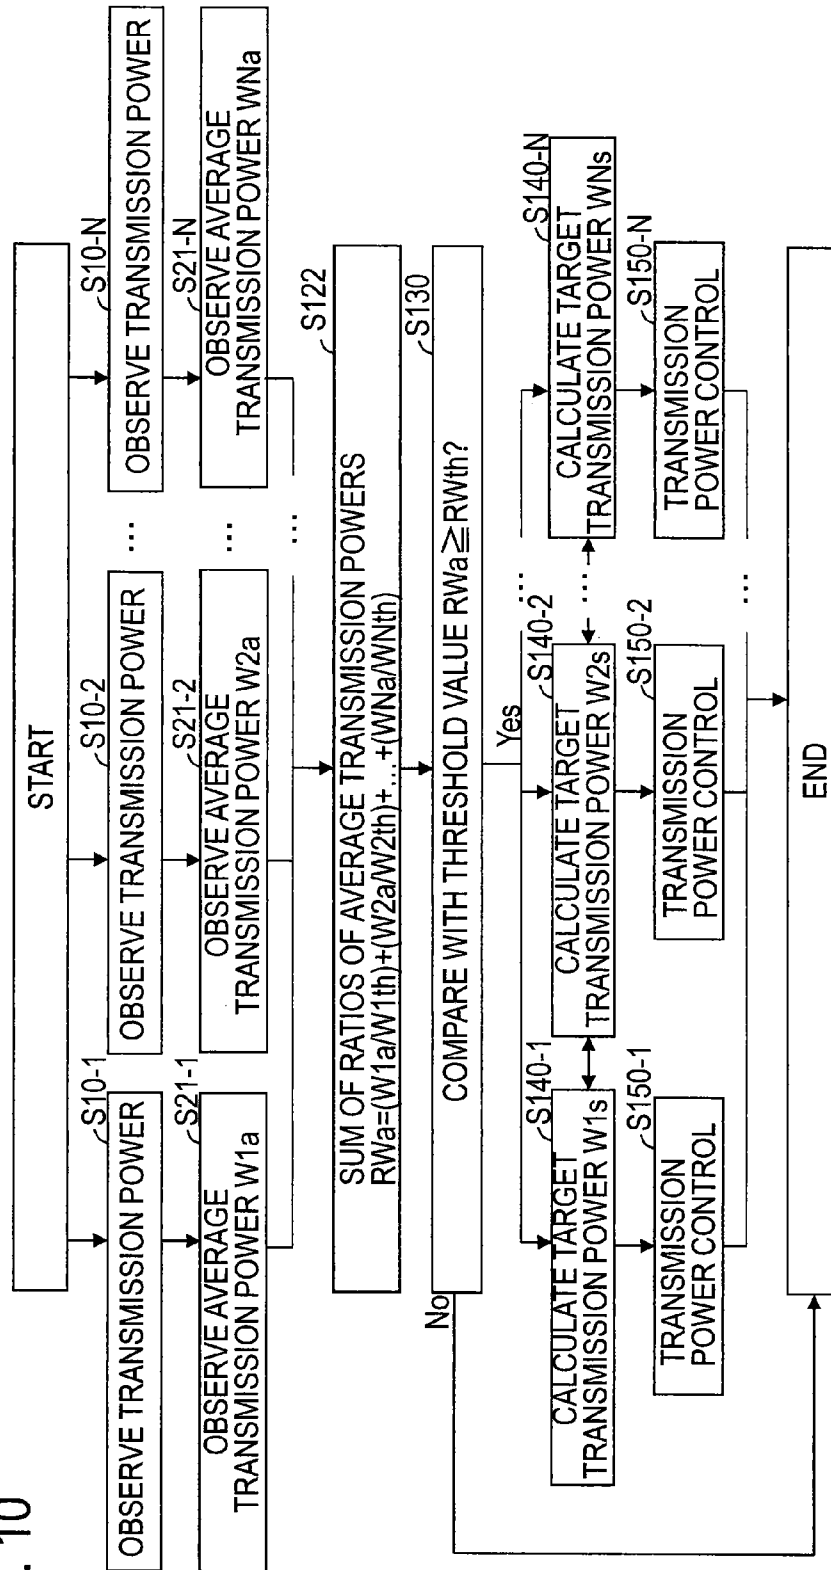 . 10
START
S10-1
OBSERVE TRANSMISSION POWER
S10-2
OBSERVE TRANSMISSION POWER
...
S10-N
OBSERVE TRANSMISSION POWER
S21-1
OBSERVE AVERAGE
TRANSMISSION POWER W1a
S21-2
OBSERVE AVERAGE
TRANSMISSION POWER W2a
...
S21-N
OBSERVE AVERAGE
TRANSMISSION POWER WNa
...
S122
SUM OF RATIOS OF AVERAGE TRANSMISSION POWERS
RWa=(W1a/W1th)+(W2a/W2th)+...+(WNa/WNth)
S130
COMPARE WITH THRESHOLD VALUE RWa≧RWth?
No
Yes
...
S140-1
CALCULATE TARGET
TRANSMISSION POWER W1s
S140-2
CALCULATE TARGET
TRANSMISSION POWER W2s
...
S140-N
CALCULATE TARGET
TRANSMISSION POWER WNs
S150-1
TRANSMISSION
POWER CONTROL
S150-2
TRANSMISSION
POWER CONTROL
S150-N
TRANSMISSION
POWER CONTROL
...
END